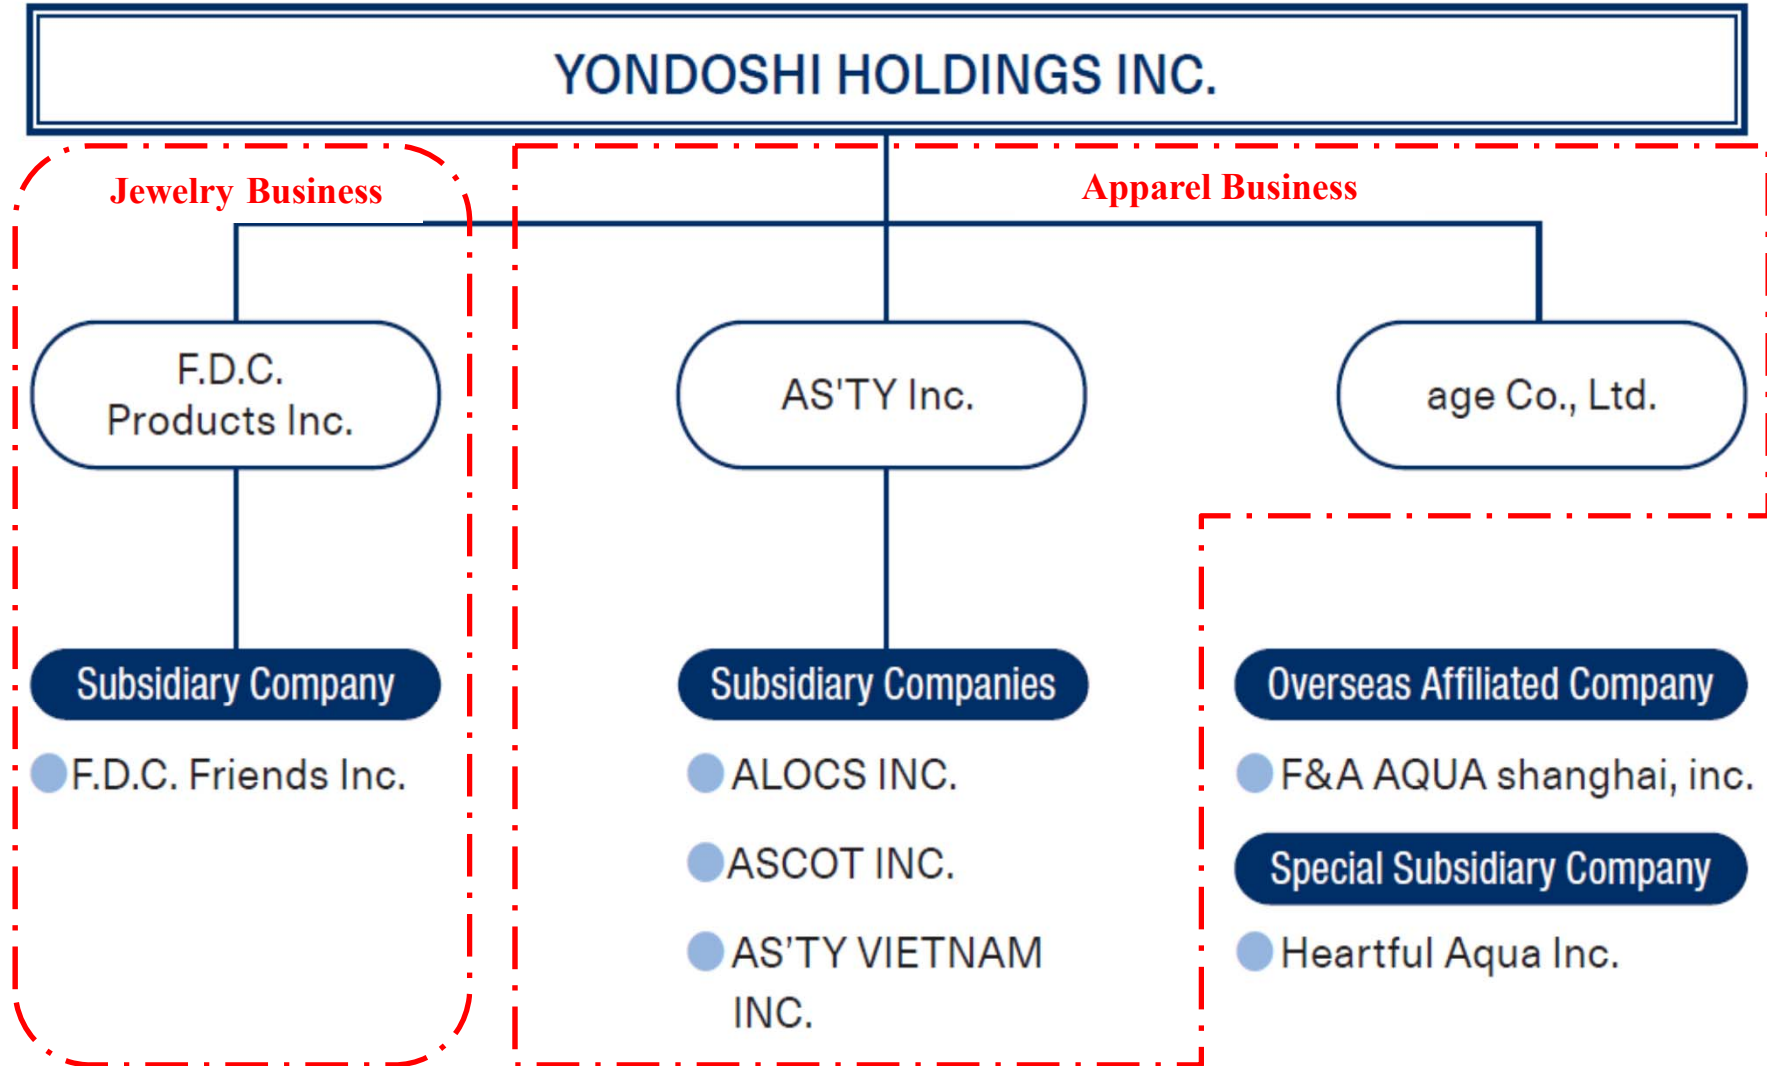 YONDOSHI HOLDINGS INC.
Jewelry Business
Apparel Business
F.D.C.
Products Inc.
AS'TY Inc.
age Co., Ltd.
Subsidiary Company
F.D.C. Friends Inc.
Subsidiary Companies
ALOCS INC.
ASCOT INC.
AS’TY VIETNAM
INC.
Overseas Affiliated Company
F&A AQUA shanghai, inc.
Special Subsidiary Company
Heartful Aqua Inc.